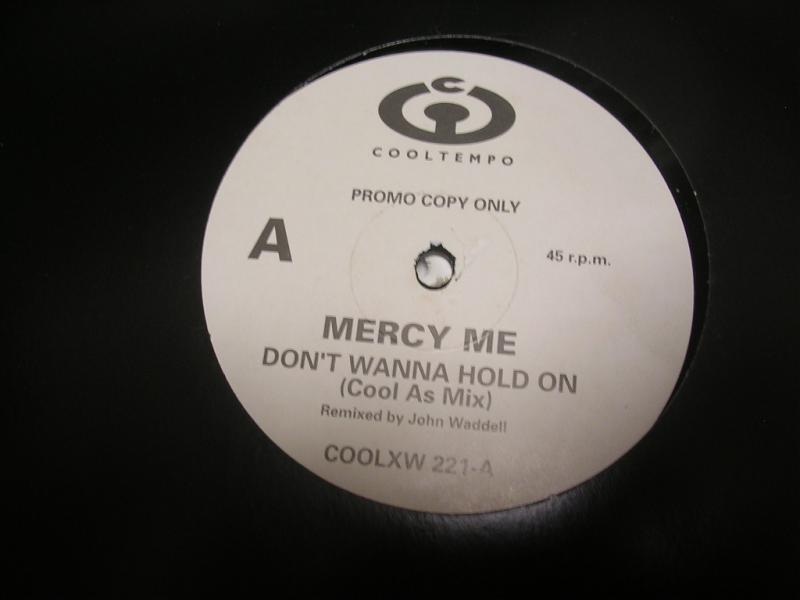 C
COOLTEMPO
PROMO COPY ONLY
A
45 r.p.m.
MERCY ME
DON'T WANNA HOLD ON
(Cool As Mix)
Remixed by John Waddell
COOLXW 221-A